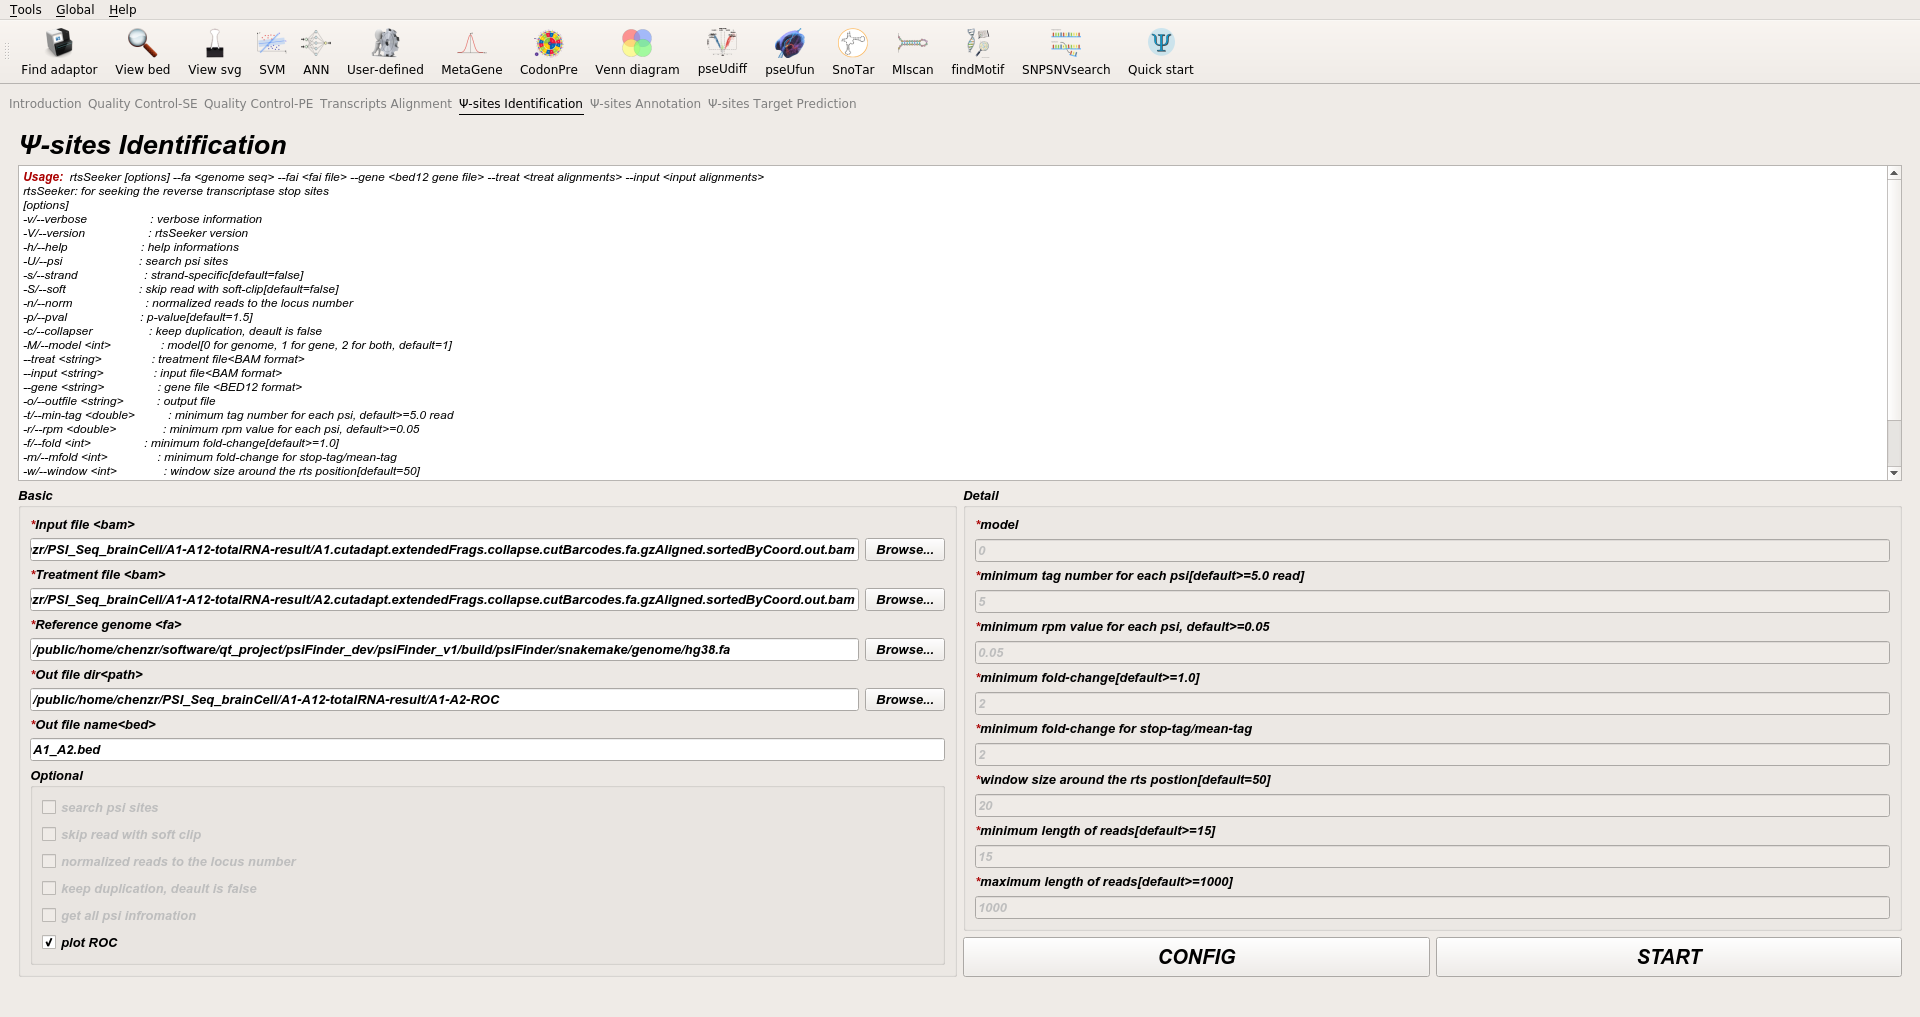 Tools Global Help
Find adaptor View bed View svg SVM ANN User-defined MetaGene CodonPre Venn diagram pseUdiff pseUfun SnoTar MIscan findMotif SNPSNVsearch Quick start
Introduction Quality Control-SE Quality Control-PE Transcripts Alignment Ψ-sites Identification Ψ-sites Annotation Ψ-sites Target Prediction
Ψ-sites Identification
Usage: rtsSeeker [options] --fa <genome seq> --fai <fai file> --gene <bed12 gene file> --treat <treat alignments> --input <input alignments>
rtsSeeker: for seeking the reverse transcriptase stop sites
[options]
-v/--verbose : verbose information
-V/--version : rtsSeeker version
-h/--help : help informations
-U/--psi : search psi sites
-s/--strand : strand-specific[default=false]
-S/--soft : skip read with soft-clip[default=false]
-n/--norm : normalized reads to the locus number
-p/--pval : p-value[default=1.5]
-c/--collapser : keep duplication, deault is false
-M/--model <int> : model[0 for genome, 1 for gene, 2 for both, default=1]
--treat <string> : treatment file<BAM format>
--input <string> : input file<BAM format>
--gene <string> : gene file <BED12 format>
-o/--outfile <string> : output file
-t/--min-tag <double> : minimum tag number for each psi, default>=5.0 read
-r/--rpm <double> : minimum rpm value for each psi, default>=0.05
-f/--fold <int> : minimum fold-change[default>=1.0]
-m/--mfold <int> : minimum fold-change for stop-tag/mean-tag
-w/--window <int> : window size around the rts position[default=50]
Basic
*Input file <bam>
zr/PSI_Seq_brainCell/A1-A12-totalRNA-result/A1.cutadapt.extendedFrags.collapse.cutBarcodes.fa.gzAligned.sortedByCoord.out.bam Browse...
*Treatment file <bam>
zr/PSI_Seq_brainCell/A1-A12-totalRNA-result/A2.cutadapt.extendedFrags.collapse.cutBarcodes.fa.gzAligned.sortedByCoord.out.bam Browse...
*Reference genome <fa>
/public/home/chenzr/software/qt_project/psiFinder_dev/psiFinder_v1/build/psiFinder/snakemake/genome/hg38.fa Browse...
*Out file dir<path>
/public/home/chenzr/PSI_Seq_brainCell/A1-A12-totalRNA-result/A1-A2-ROC Browse...
*Out file name<bed>
A1_A2.bed
Optional
search psi sites
skip read with soft clip
normalized reads to the locus number
keep duplication, deault is false
get all psi infromation
plot ROC
Detail
*model
0
*minimum tag number for each psi[default>=5.0 read]
5
*minimum rpm value for each psi, default>=0.05
0.05
*minimum fold-change[default>=1.0]
2
*minimum fold-change for stop-tag/mean-tag
2
*window size around the rts postion[default=50]
20
*minimum length of reads[default>=15]
15
*maximum length of reads[default>=1000]
1000
CONFIG START